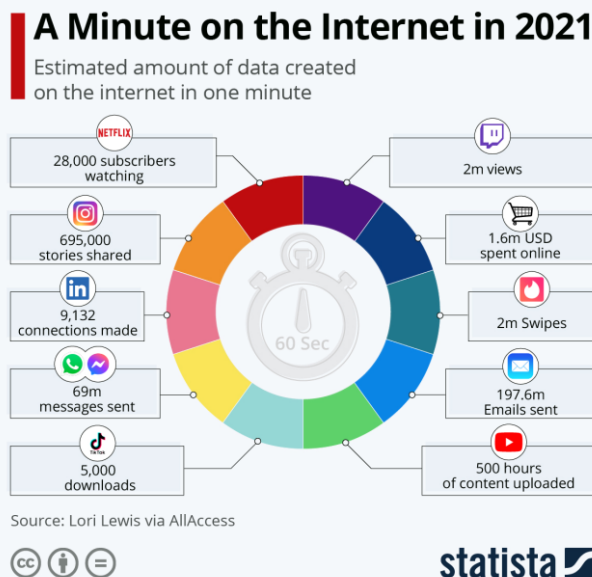 A Minute on the Internet in 2021
Estimated amount of data created
on the internet in one minute
NETFLIX
28,000 subscribers
watching
2m views
695,000
stories shared
1.6m USD
spent online
in
9,132
connections made
60 Sec
2m Swipes
69m
messages sent
197.6m
Emails sent
TikTok
5,000
downloads
500 hours
of content uploaded
Source: Lori Lewis via AllAccess
cc
statista